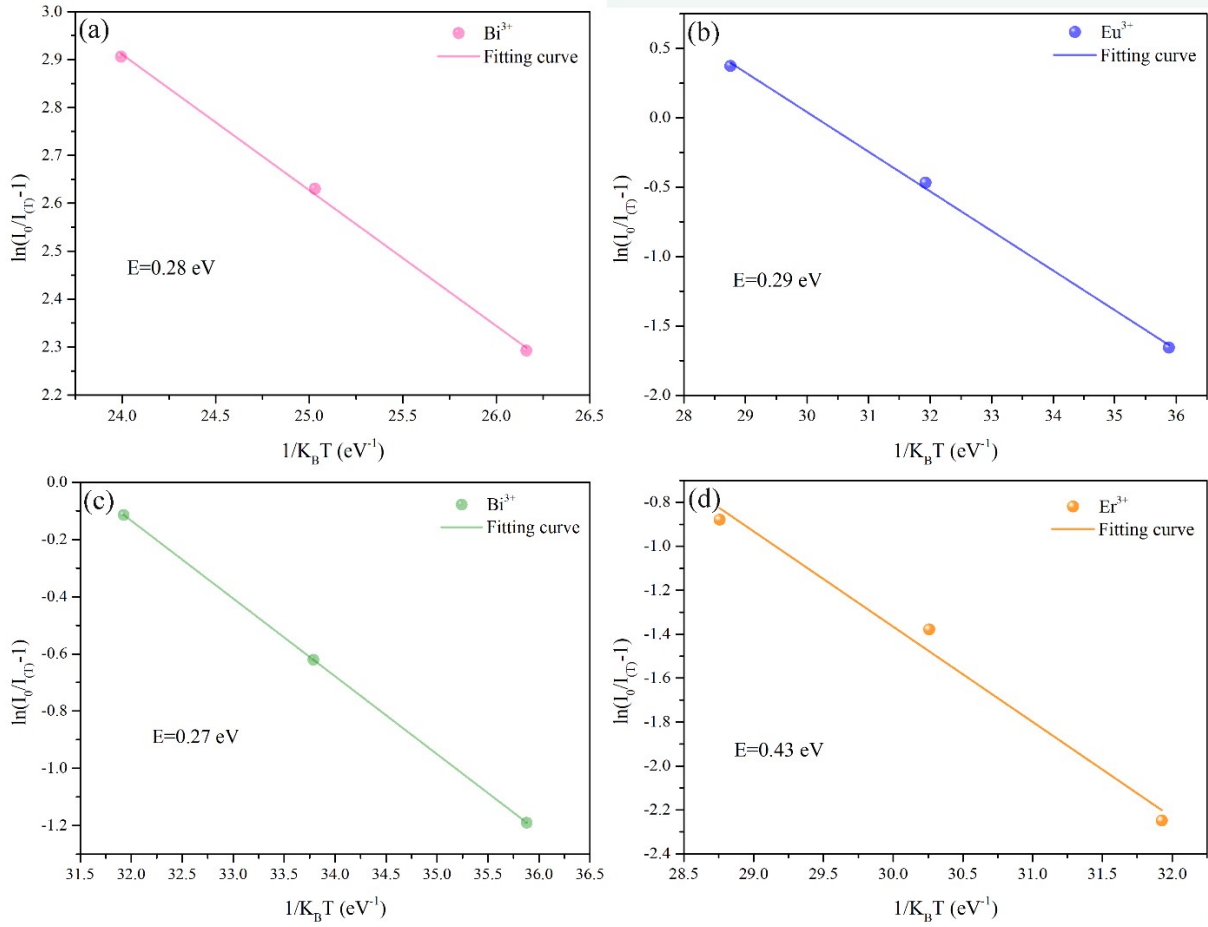 (a)
Bi³⁺
Fitting curve
E=0.28 eV
ln(I₀/I₍T₎-1)
3.0
2.9
2.8
2.7
2.6
2.5
2.4
2.3
2.2
24.0 24.5 25.0 25.5 26.0 26.5
1/K_BT (eV⁻¹)
(b)
Eu³⁺
Fitting curve
E=0.29 eV
ln(I₀/I₍T₎-1)
0.5
0.0
-0.5
-1.0
-1.5
-2.0
28 29 30 31 32 33 34 35 36
1/K_BT (eV⁻¹)
(c)
Bi³⁺
Fitting curve
E=0.27 eV
ln(I₀/I₍T₎-1)
0.0
-0.2
-0.4
-0.6
-0.8
-1.0
-1.2
31.5 32.0 32.5 33.0 33.5 34.0 34.5 35.0 35.5 36.0 36.5
1/K_BT (eV⁻¹)
(d)
Er³⁺
Fitting curve
E=0.43 eV
ln(I₀/I₍T₎-1)
-0.8
-1.0
-1.2
-1.4
-1.6
-1.8
-2.0
-2.2
-2.4
28.5 29.0 29.5 30.0 30.5 31.0 31.5 32.0
1/K_BT (eV⁻¹)